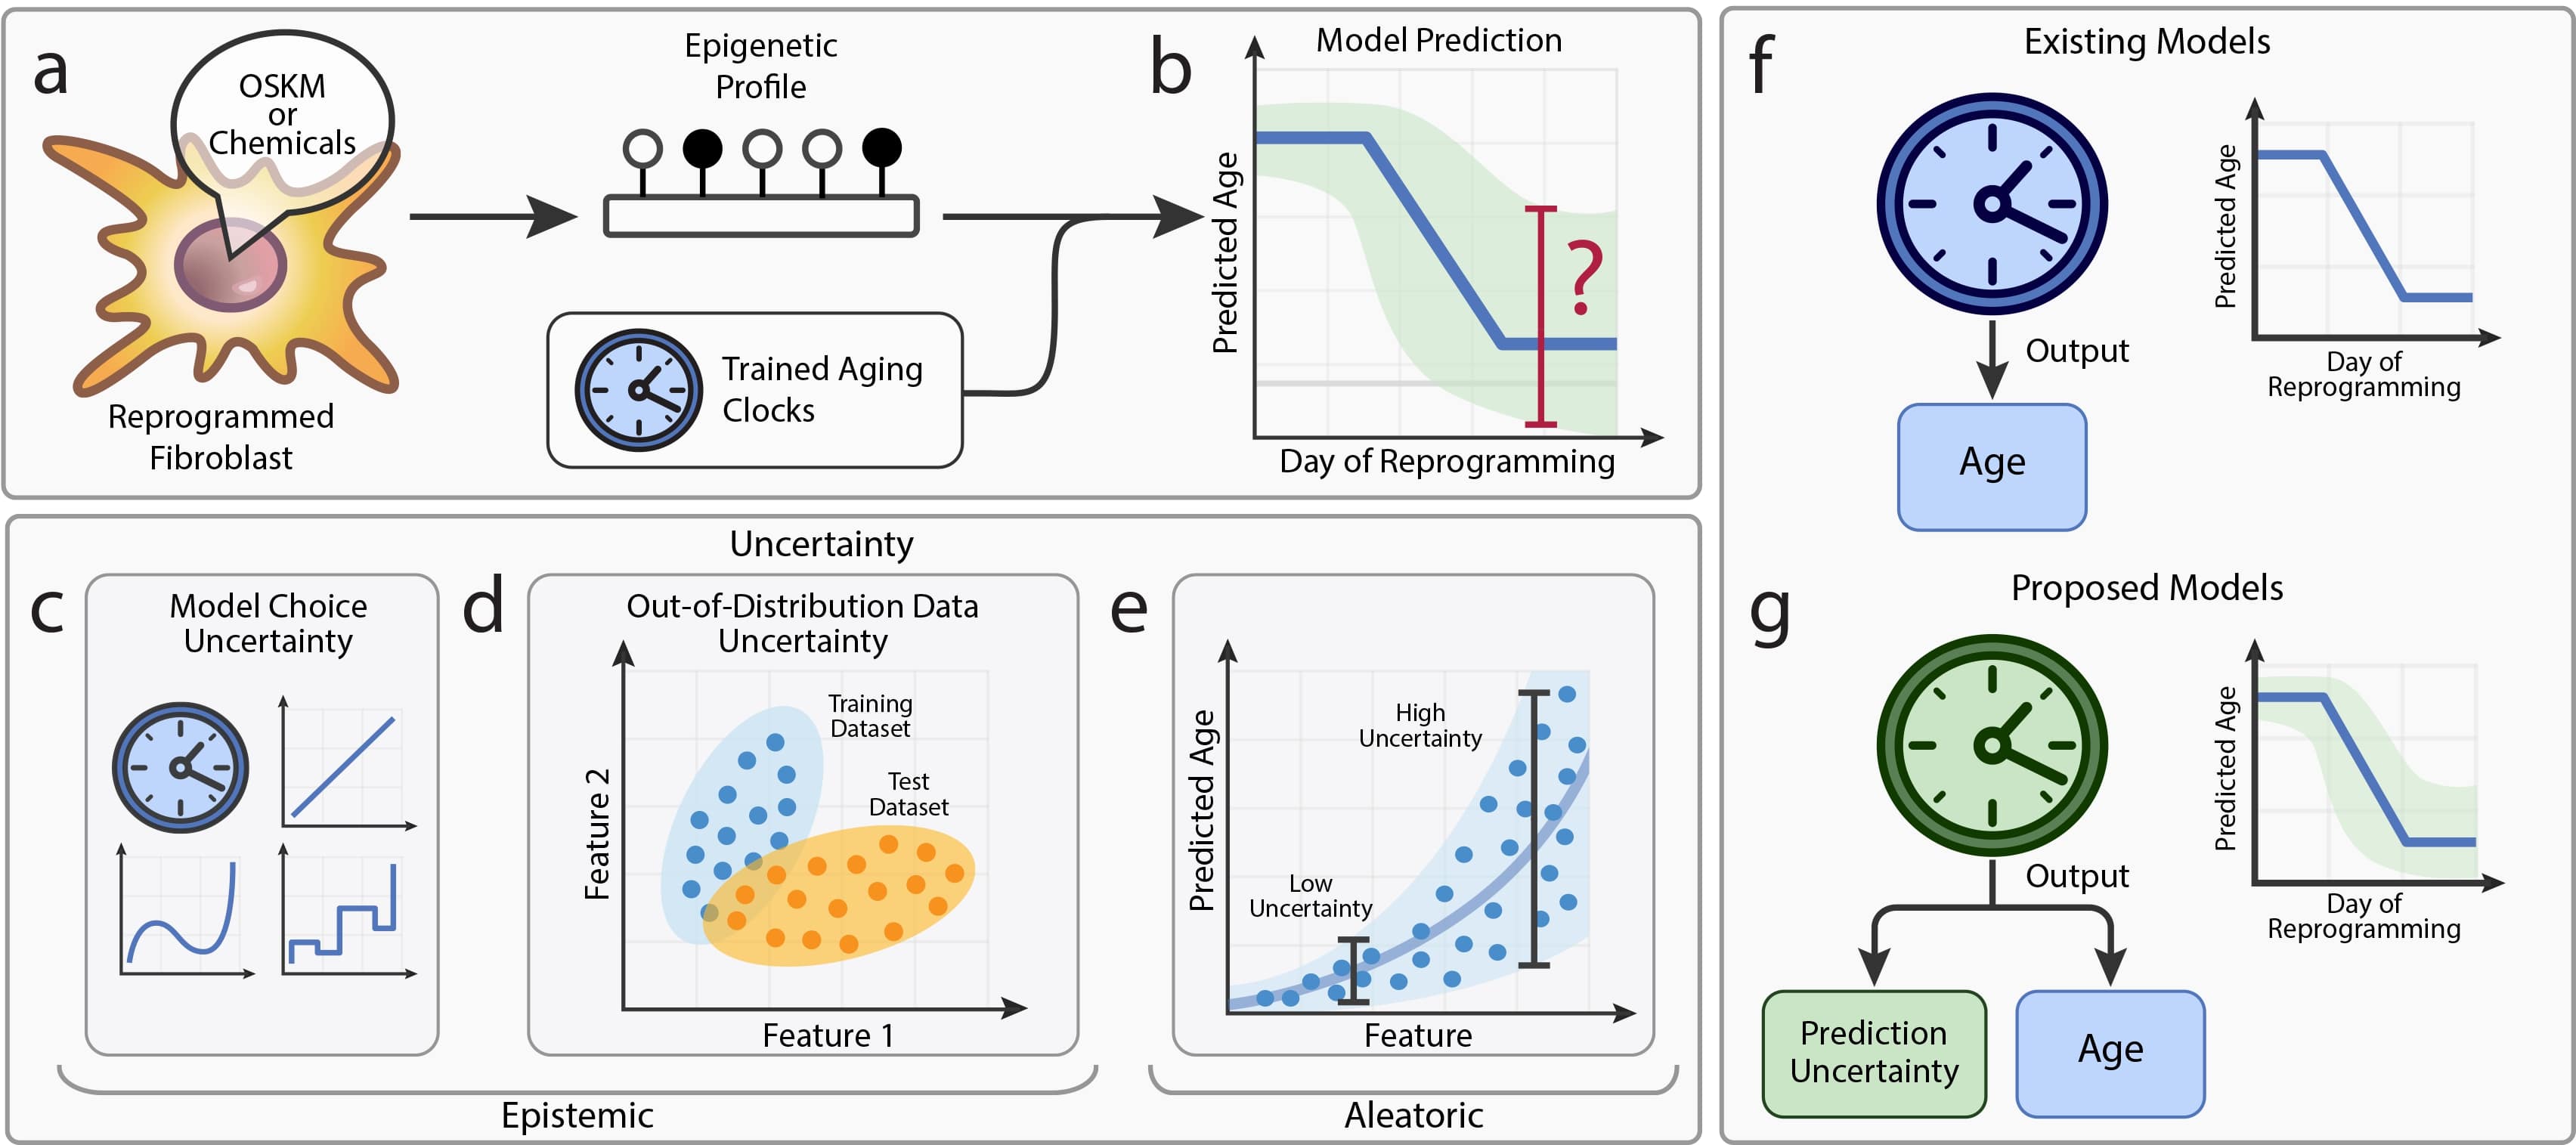 a
OSKM
or
Chemicals
Reprogrammed
Fibroblast
Epigenetic
Profile
Trained Aging
Clocks
b
Model Prediction
Predicted Age
?
Day of Reprogramming
Uncertainty
c
Model Choice
Uncertainty
d
Out-of-Distribution Data
Uncertainty
Training
Dataset
Test
Dataset
Feature 2
Feature 1
Epistemic
e
High
Uncertainty
Low
Uncertainty
Predicted Age
Feature
Aleatoric
f
Existing Models
Output
Age
Predicted Age
Day of
Reprogramming
g
Proposed Models
Output
Prediction
Uncertainty
Age
Predicted Age
Day of
Reprogramming